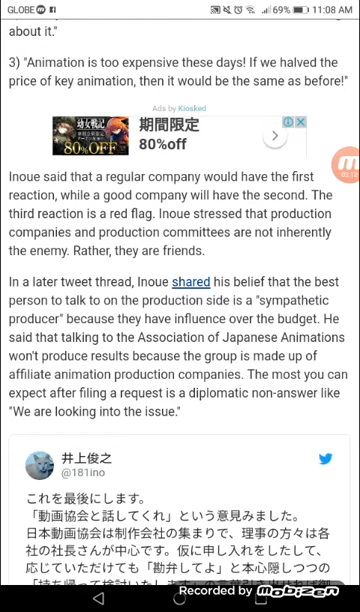 GLOBE 69% 11:08 AM
about it."
3) "Animation is too expensive these days! If we halved the
price of key animation, then it would be the same as before!"
Ads by Kiosked
幼女戦記
80%OFF
期間限定
80%off
Inoue said that a regular company would have the first
reaction, while a good company will have the second. The
third reaction is a red flag. Inoue stressed that production
companies and production committees are not inherently
the enemy. Rather, they are friends.
In a later tweet thread, Inoue shared his belief that the best
person to talk to on the production side is a "sympathetic
producer" because they have influence over the budget. He
said that talking to the Association of Japanese Animations
won't produce results because the group is made up of
affiliate animation production companies. The most you can
expect after filing a request is a diplomatic non-answer like
"We are looking into the issue."
井上俊之
@181ino
これを最後にします。
「動画協会と話してくれ」という意見みました。
日本動画協会は制作会社の集まりで、理事の方々は各
社の社長さんが中心です。仮に申し入れをしたして、
応じていただけても「勘弁してよ」と本心隠しつつの
Recorded by Mobizen